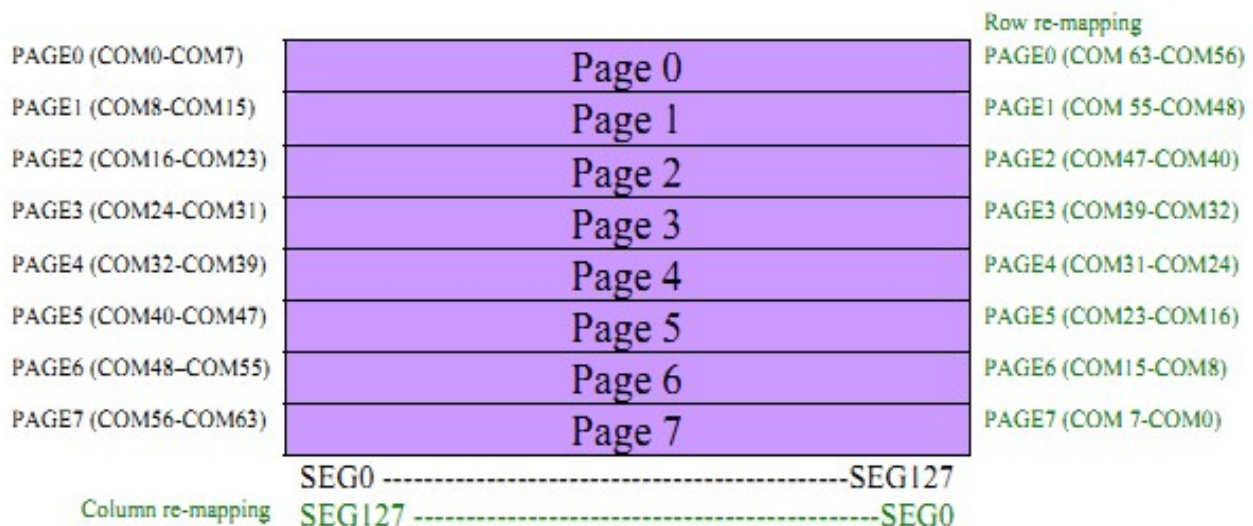 Row re-mapping
PAGE0 (COM0-COM7) Page 0 PAGE0 (COM 63-COM56)
PAGE1 (COM8-COM15) Page 1 PAGE1 (COM 55-COM48)
PAGE2 (COM16-COM23) Page 2 PAGE2 (COM47-COM40)
PAGE3 (COM24-COM31) Page 3 PAGE3 (COM39-COM32)
PAGE4 (COM32-COM39) Page 4 PAGE4 (COM31-COM24)
PAGE5 (COM40-COM47) Page 5 PAGE5 (COM23-COM16)
PAGE6 (COM48–COM55) Page 6 PAGE6 (COM15-COM8)
PAGE7 (COM56-COM63) Page 7 PAGE7 (COM 7-COM0)
SEG0 ---------------------------------------------SEG127
Column re-mapping SEG127 ---------------------------------------------SEG0